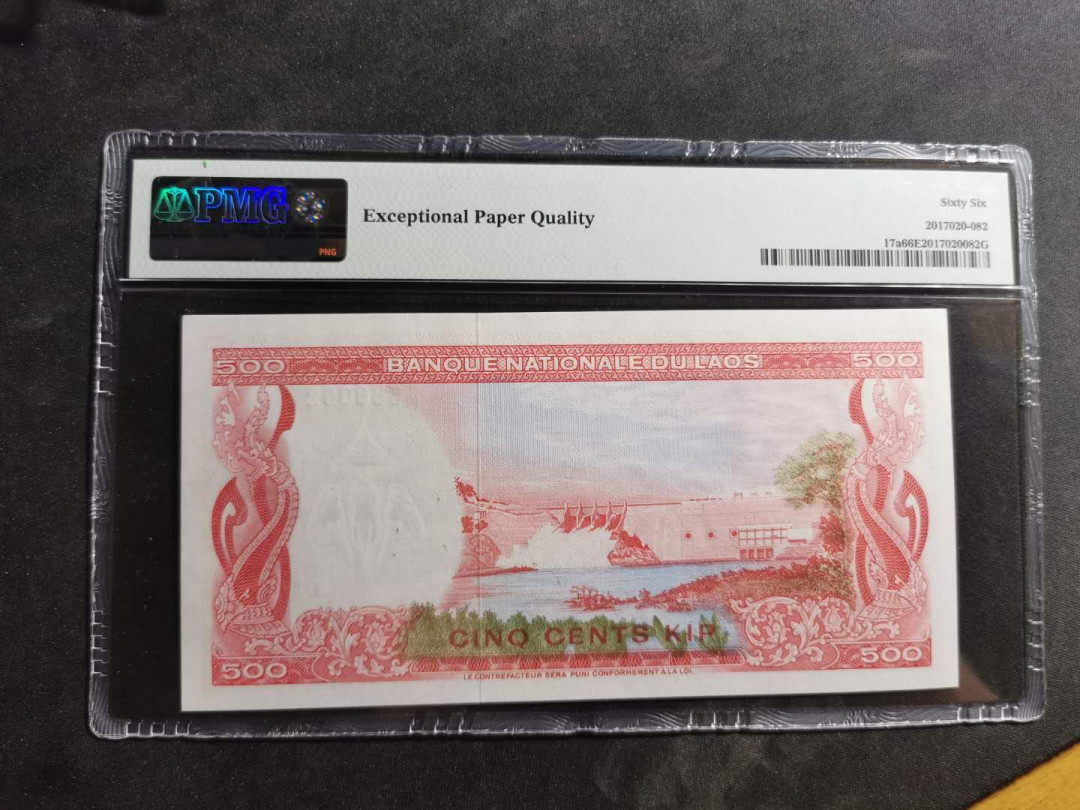 PMG
PNG
Exceptional Paper Quality
Sixty Six
2017020-082
17a66E2017020082G
500 BANQUE NATIONALE DU LAOS 500
CINQ CENTS KIP
500 500
LE CONTREFACTEUR SERA PUNI CONFORMEMENT A LA LOI.